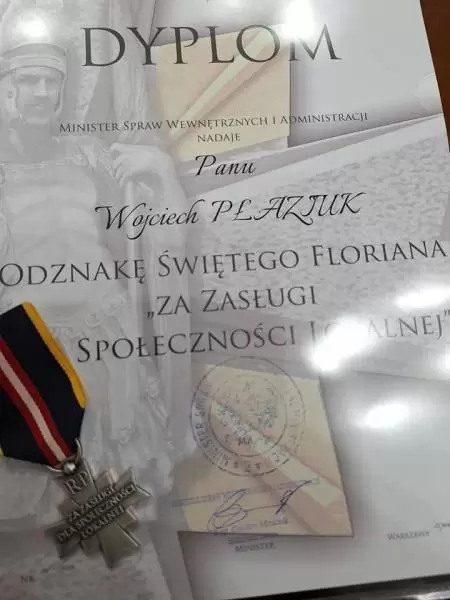 DYPLOM
MINISTER SPRAW WEWNĘTRZNYCH I ADMINISTRACJI
NADAJE
Panu
Wojciech PŁAZIUK
ODZNAKĘ ŚWIĘTEGO FLORIANA
„ZA ZASŁUGI
SPOŁECZNOŚCI LOKALNEJ”
MINISTER
WARSZAWA
RP
ZA ZASŁUGI
DLA SPOŁECZNOŚCI
LOKALNEJ
NR